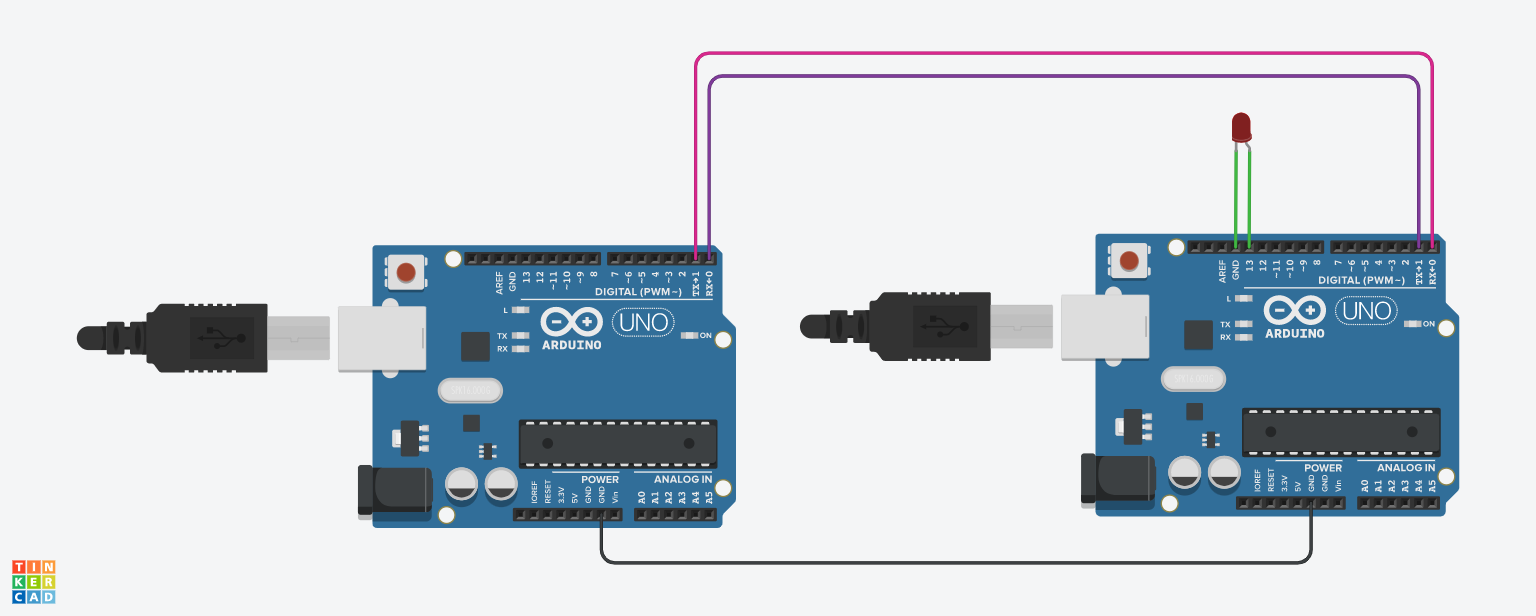 AREF
GND
13
12
~11
~10
~9
8
7
~6
~5
4
~3
2
TX→1
RX←0
DIGITAL (PWM~)
L
TX
RX
UNO
ARDUINO
ON
POWER
ANALOG IN
IOREF
RESET
3.3V
5V
GND
GND
Vin
A0
A1
A2
A3
A4
A5
AREF
GND
13
12
~11
~10
~9
8
7
~6
~5
4
~3
2
TX→1
RX←0
DIGITAL (PWM~)
L
TX
RX
UNO
ARDUINO
ON
POWER
ANALOG IN
IOREF
RESET
3.3V
5V
GND
GND
Vin
A0
A1
A2
A3
A4
A5
TIN
KER
CAD